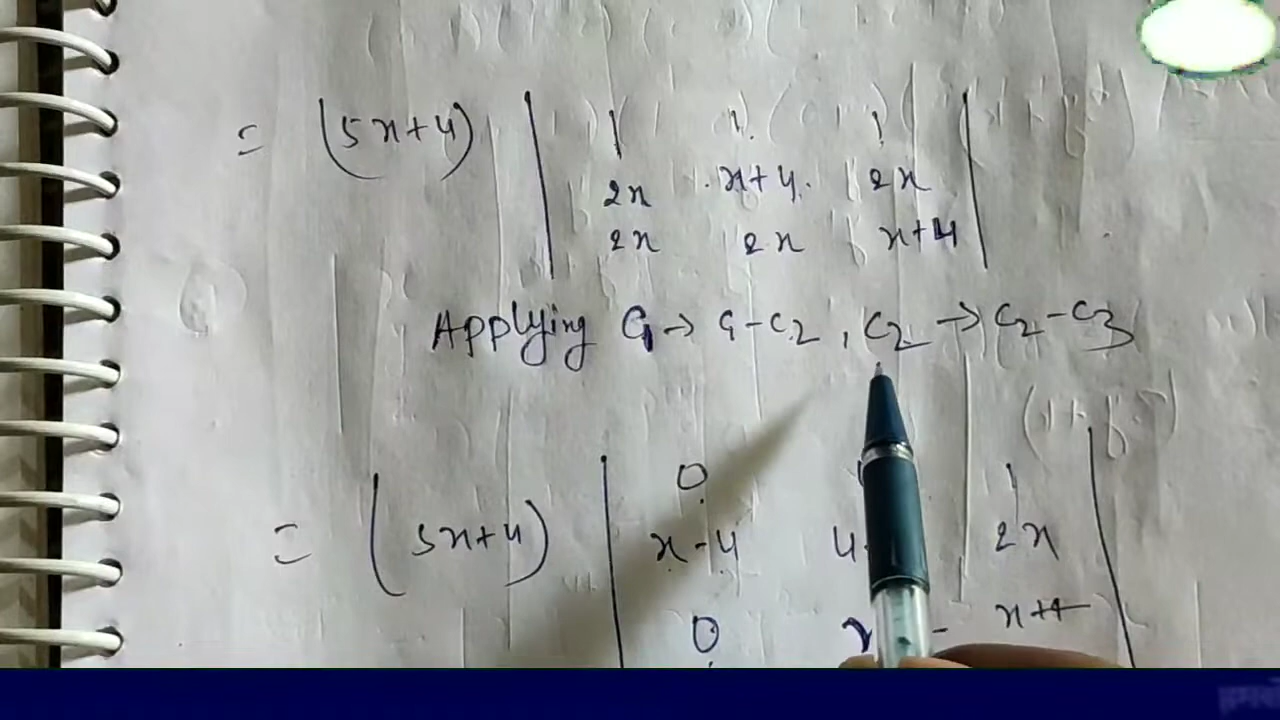 = (5x+4) | 1 1 1 |
2x x+4 2x
2x 2x x+4
Applying C1 → C1-C2 , C2 → C2-C3
= (5x+4) | 0 1 |
x-4 4 2x
0 x+4